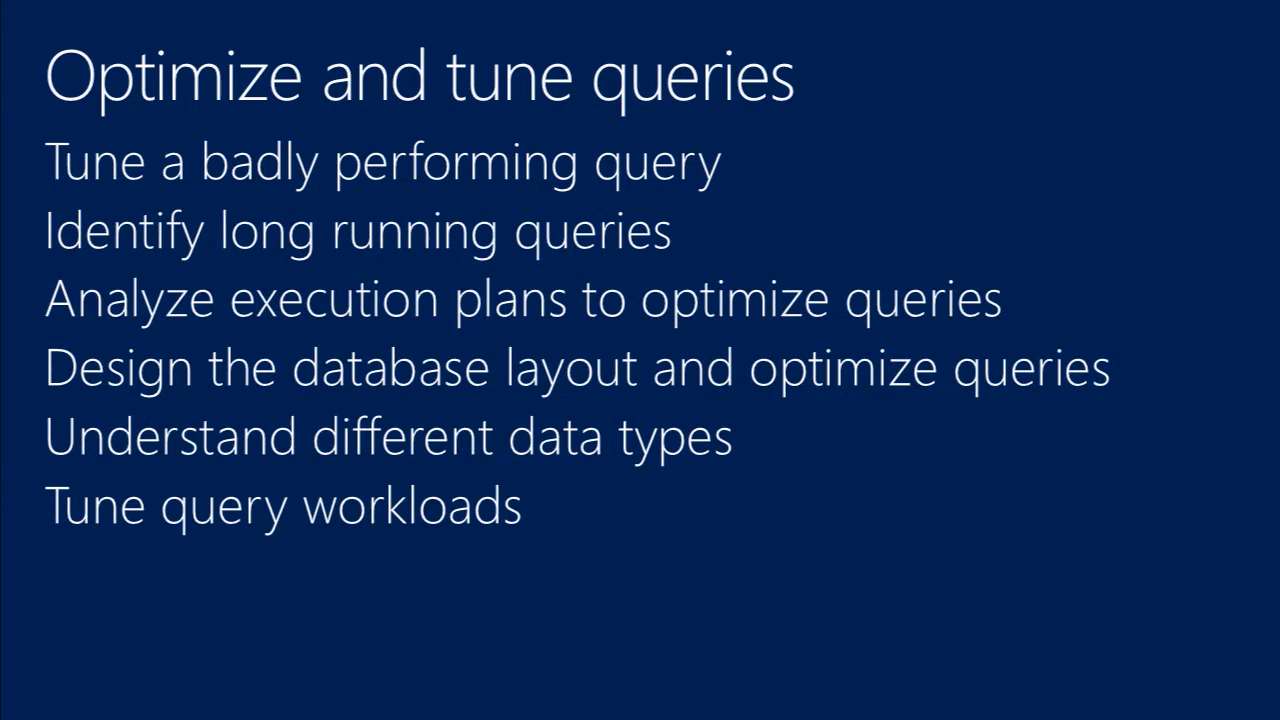 Optimize and tune queries
Tune a badly performing query
Identify long running queries
Analyze execution plans to optimize queries
Design the database layout and optimize queries
Understand different data types
Tune query workloads